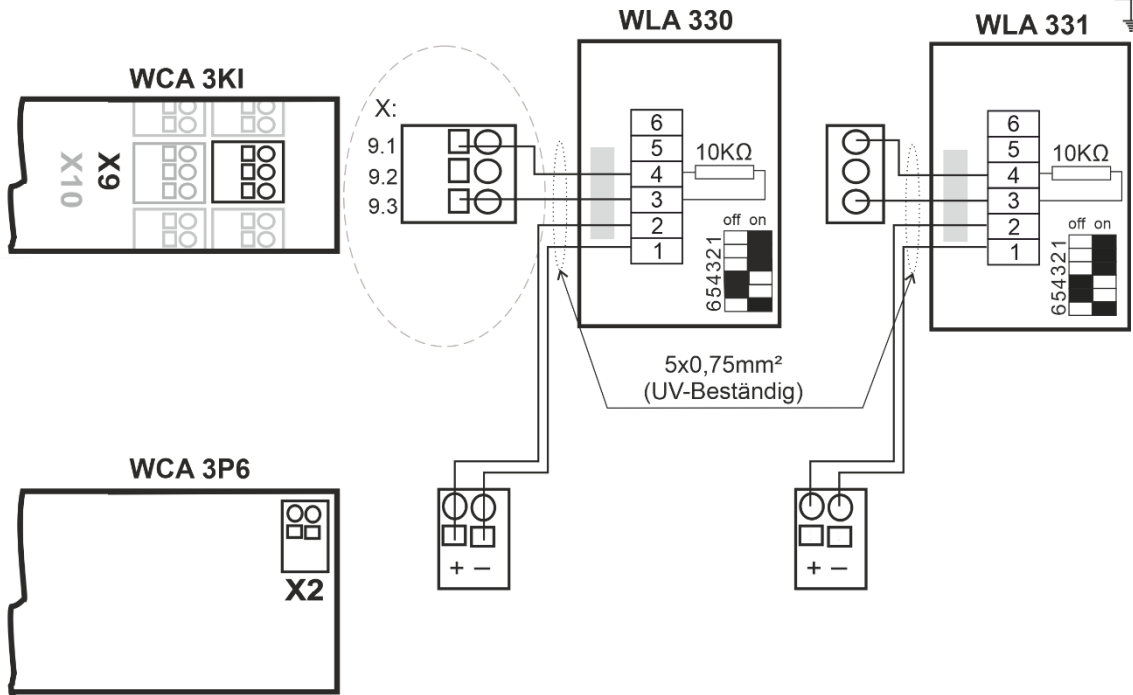 WLA 330
WLA 331
WCA 3KI
X10
X9
X:
9.1
9.2
9.3
6
5
4
3
2
1
10KΩ
off on
654321
6
5
4
3
2
1
10KΩ
off on
654321
5x0,75mm²
(UV-Beständig)
WCA 3P6
X2
+ –
+ –